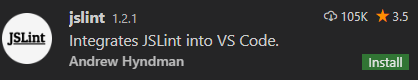 JSLint
jslint 1.2.1 105K 3.5
Integrates JSLint into VS Code.
Andrew Hyndman Install